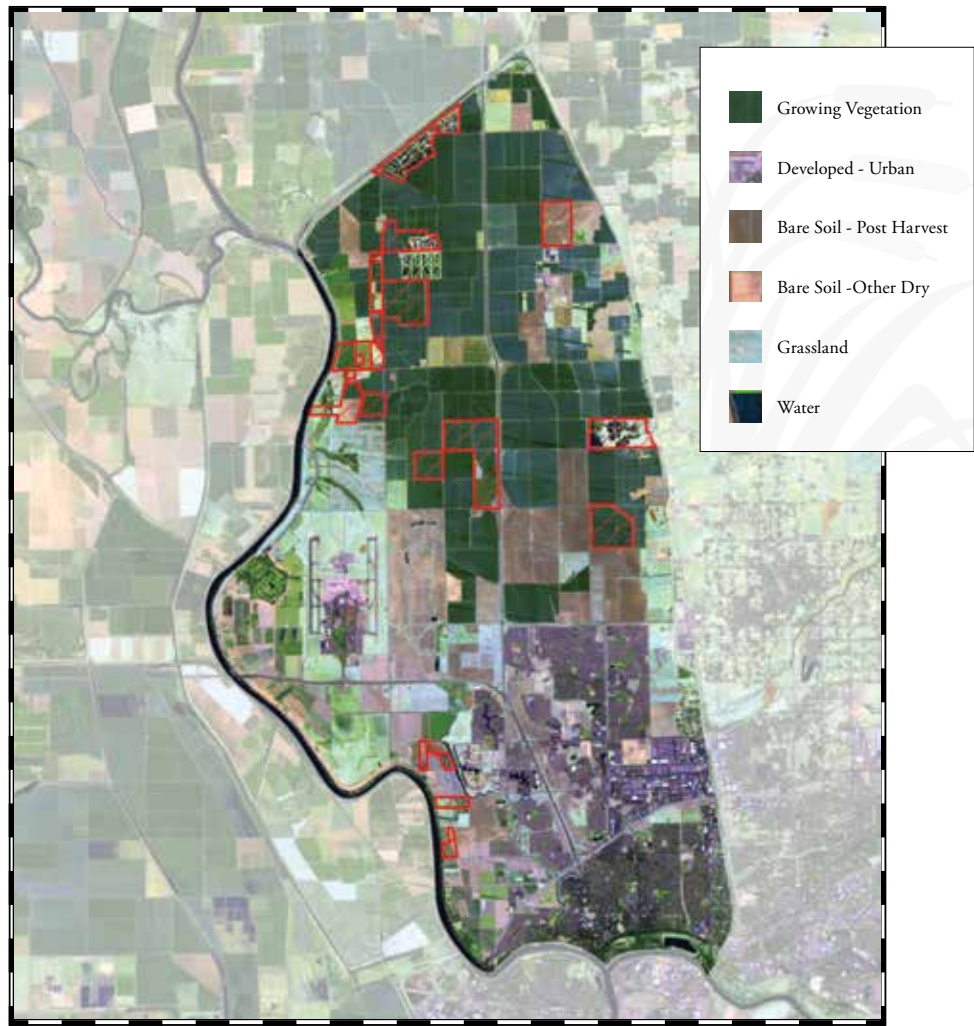 Growing Vegetation
Developed - Urban
Bare Soil - Post Harvest
Bare Soil -Other Dry
Grassland
Water